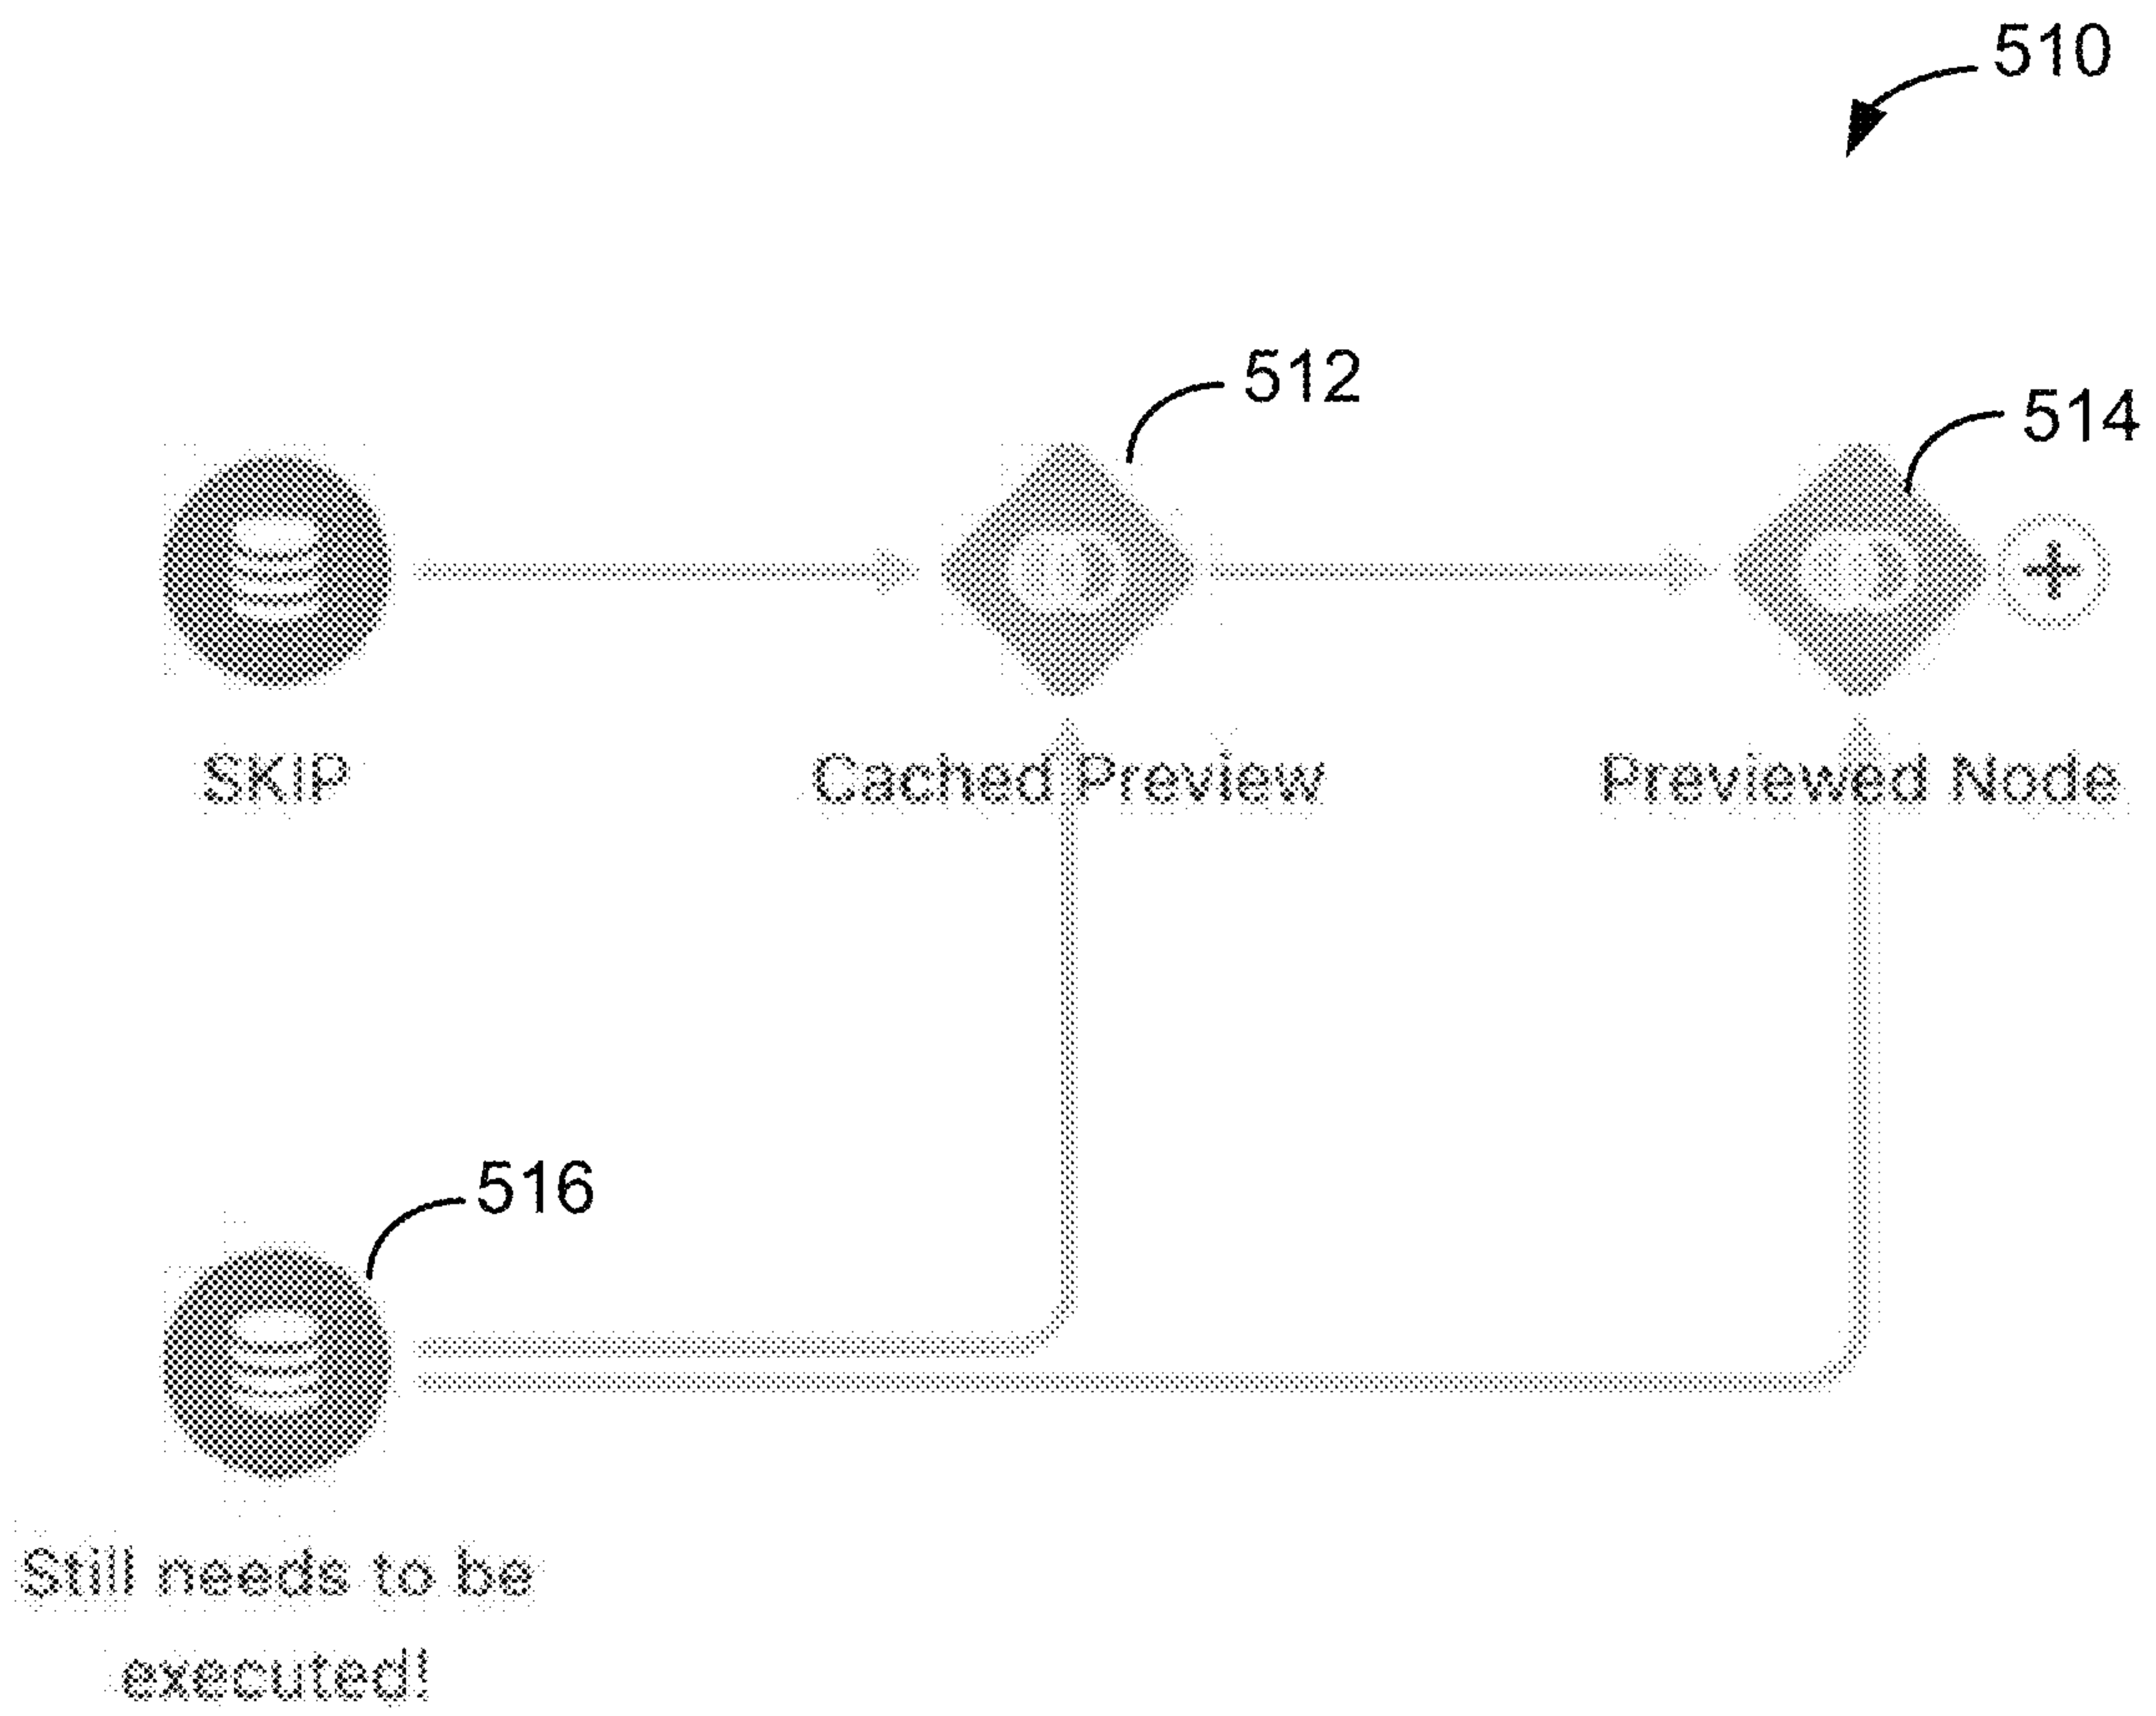 510
512
514
SKIP
Cached Preview
Previewed Node
516
Still needs to be
executed!